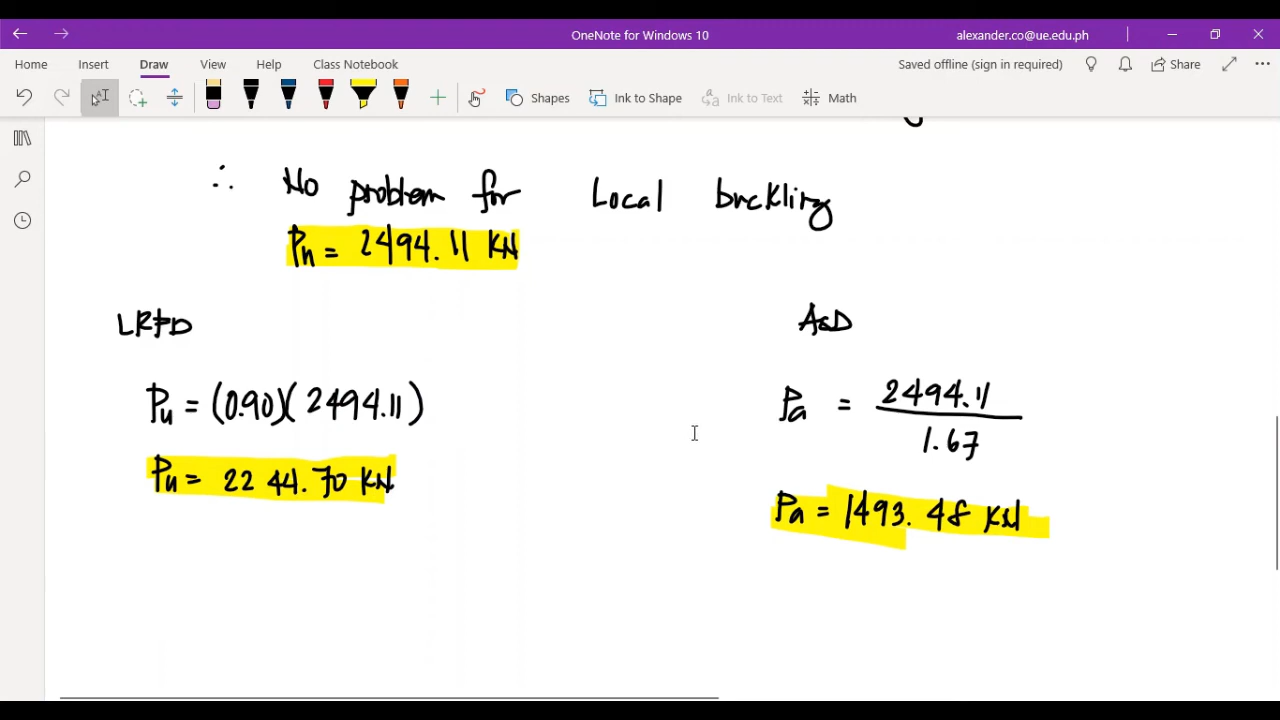 OneNote for Windows 10
alexander.co@ue.edu.ph
Home Insert Draw View Help Class Notebook
Saved offline (sign in required)
Share
Shapes
Ink to Shape
Ink to Text
Math
∴ No problem for Local buckling
Pn = 2494.11 KN
LRFD
ASD
Pu = (0.90)(2494.11)
Pa = 2494.11
1.67
Pu = 2244.70 KN
Pa = 1493.48 KN